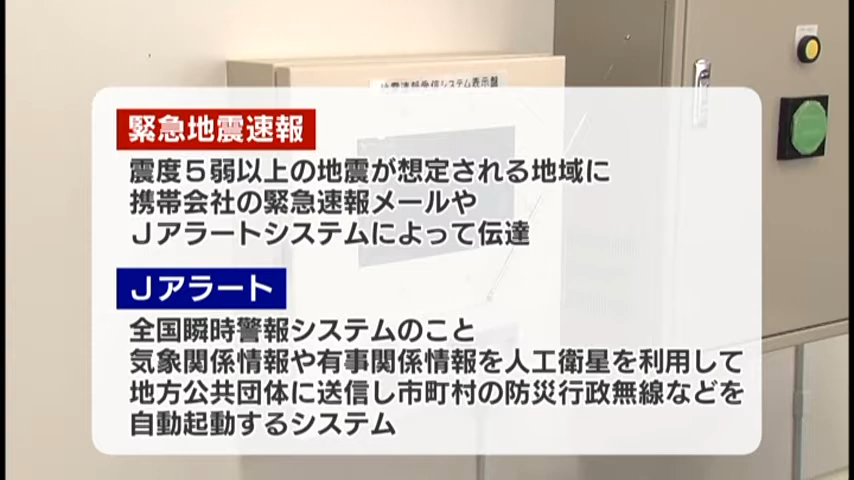 緊急地震速報
震度５弱以上の地震が想定される地域に
携帯会社の緊急速報メールや
Ｊアラートシステムによって伝達
Ｊアラート
全国瞬時警報システムのこと
気象関係情報や有事関係情報を人工衛星を利用して
地方公共団体に送信し市町村の防災行政無線などを
自動起動するシステム